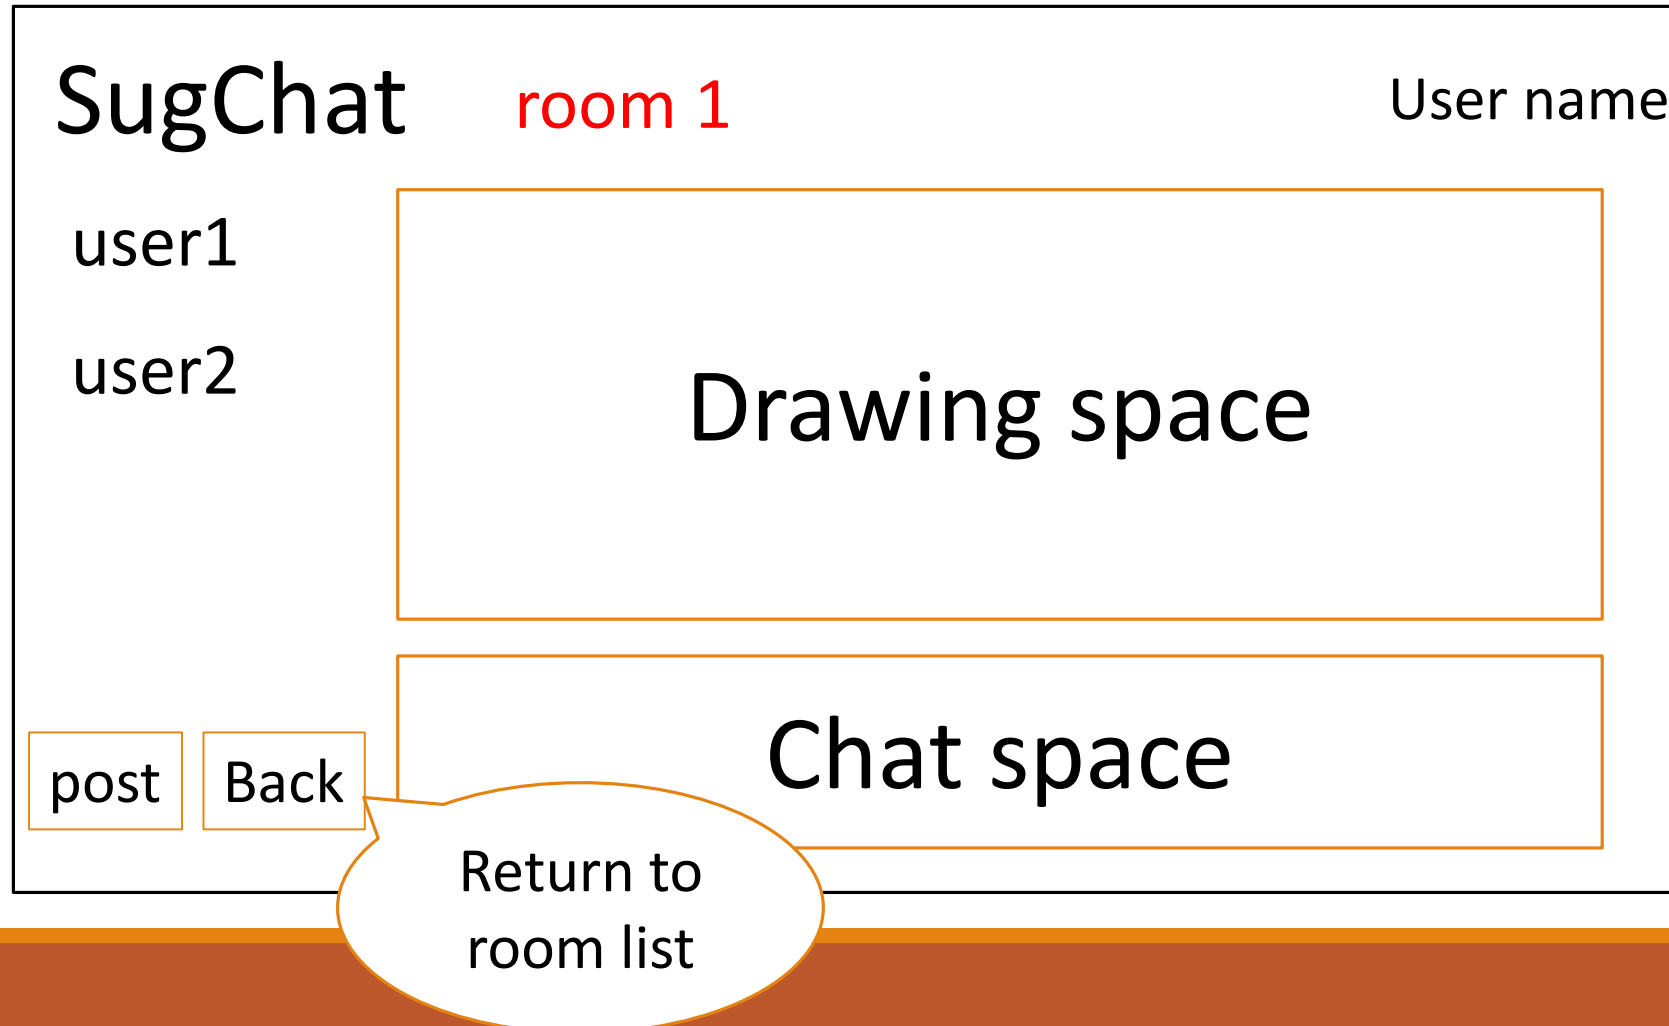 SugChat
room 1
User name
user1
user2
Drawing space
Chat space
post
Back
Return to
room list